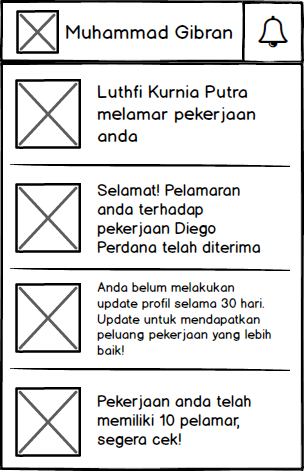 Muhammad Gibran
Luthfi Kurnia Putra
melamar pekerjaan
anda
Selamat! Pelamaran
anda terhadap
pekerjaan Diego
Perdana telah diterima
Anda belum melakukan
update profil selama 30 hari.
Update untuk mendapatkan
peluang pekerjaan yang lebih
baik!
Pekerjaan anda telah
memiliki 10 pelamar,
segera cek!